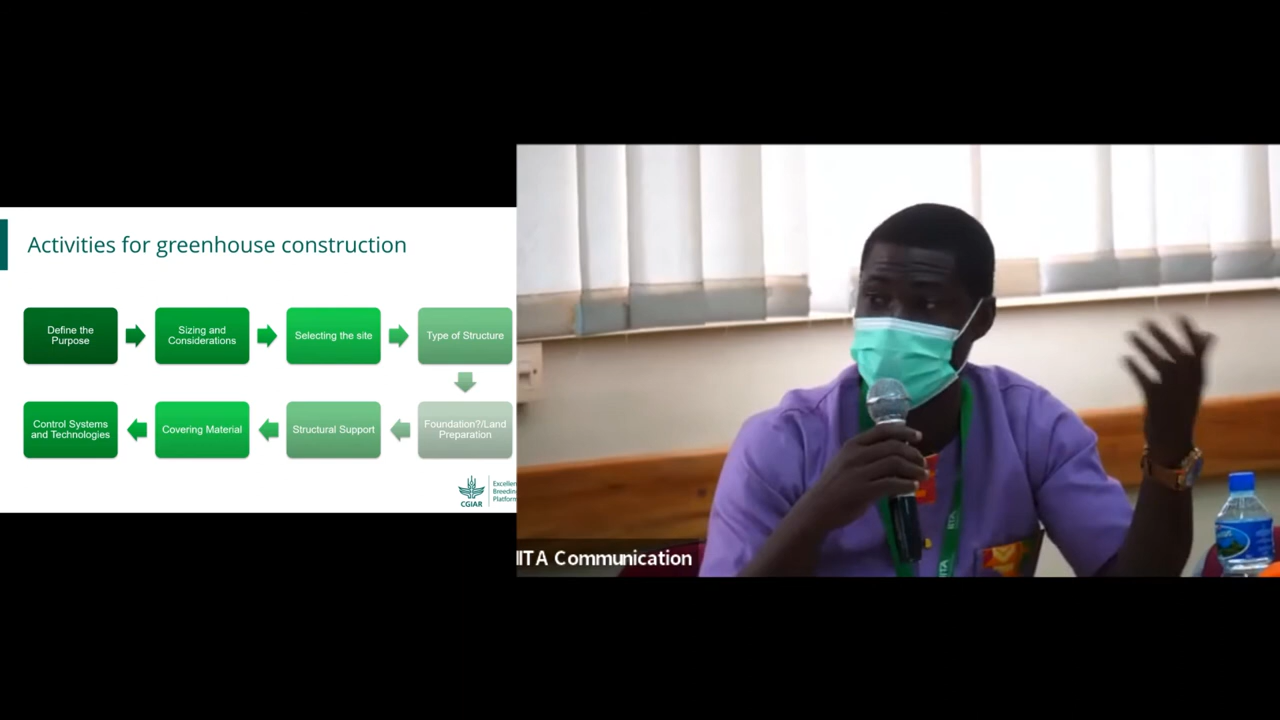 Activities for greenhouse construction
Define the
Purpose
Sizing and
Considerations
Selecting the site
Type of Structure
Control Systems
and Technologies
Covering Material
Structural Support
Foundation?/Land
Preparation
CGIAR
IITA Communication